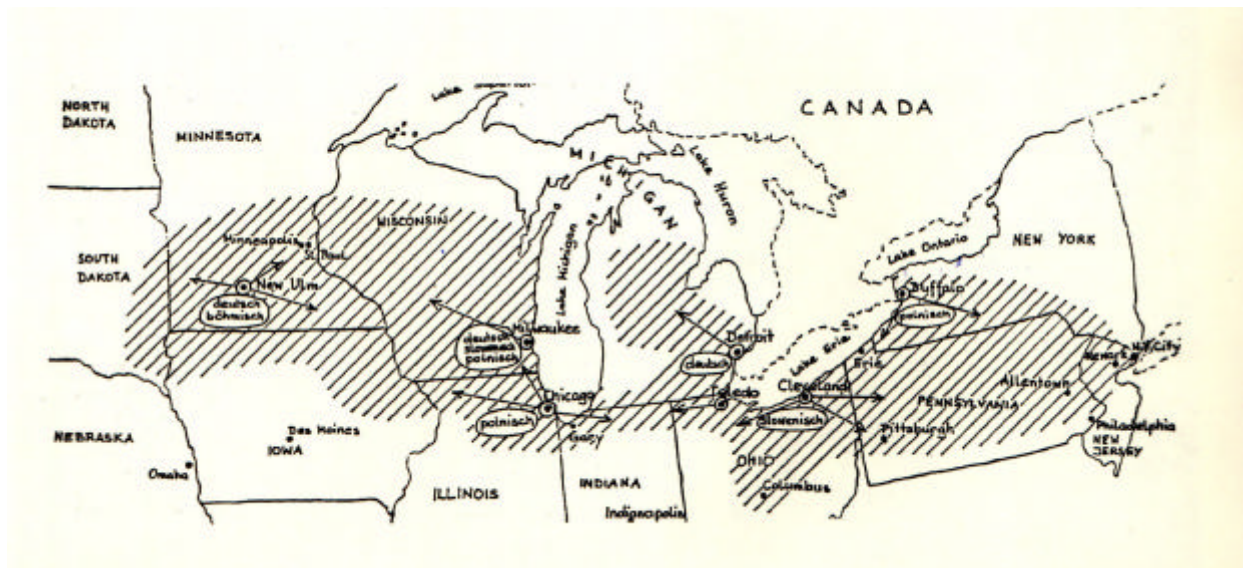 Lake Superior
CANADA
NORTH
DAKOTA
MINNESOTA
MICHIGAN
Lake Huron
WISCONSIN
Minneapolis
St. Paul
SOUTH
DAKOTA
New Ulm
deutsch
böhmisch
Lake Michigan
Lake Ontario
NEW YORK
Buffalo
polnisch
Milwaukee
deutsch
polnisch
Detroit
deutsch
Lake Erie
Erie
Newark
N.Y. City
Chicago
polnisch
Gary
Toledo
Cleveland
slowenisch
Allentown
PENNSYLVANIA
Pittsburgh
Philadelphia
NEW
JERSEY
NEBRASKA
Des Moines
IOWA
Omaha
ILLINOIS
INDIANA
Indianapolis
OHIO
Columbus